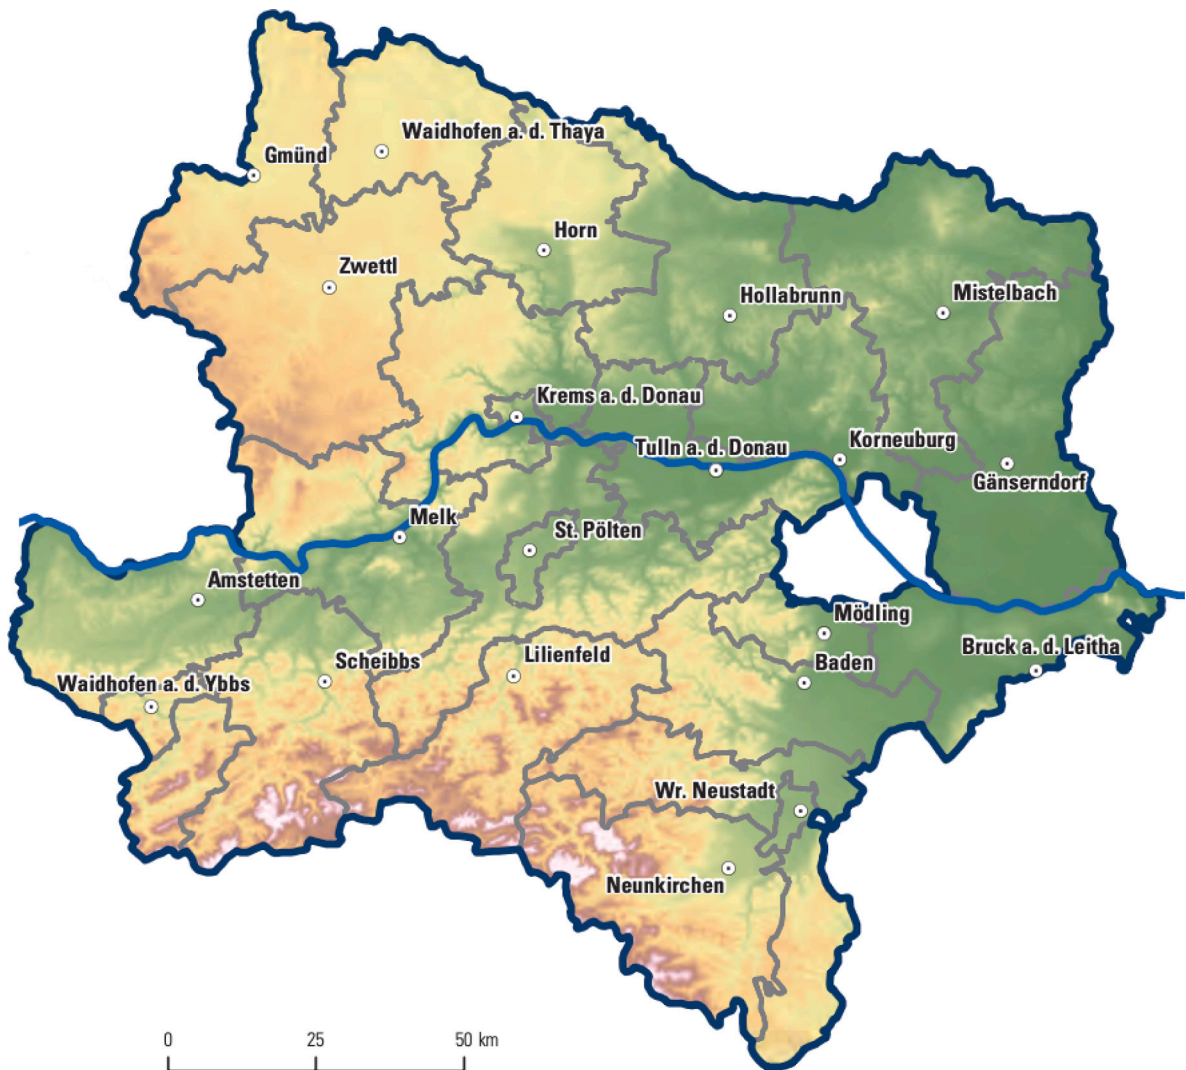 Waidhofen a. d. Thaya
Gmünd
Horn
Zwettl
Hollabrunn
Mistelbach
Krems a. d. Donau
Tulln a. d. Donau
Korneuburg
Gänserndorf
Melk
St. Pölten
Amstetten
Mödling
Bruck a. d. Leitha
Scheibbs
Lilienfeld
Baden
Waidhofen a. d. Ybbs
Wr. Neustadt
Neunkirchen
0 25 50 km